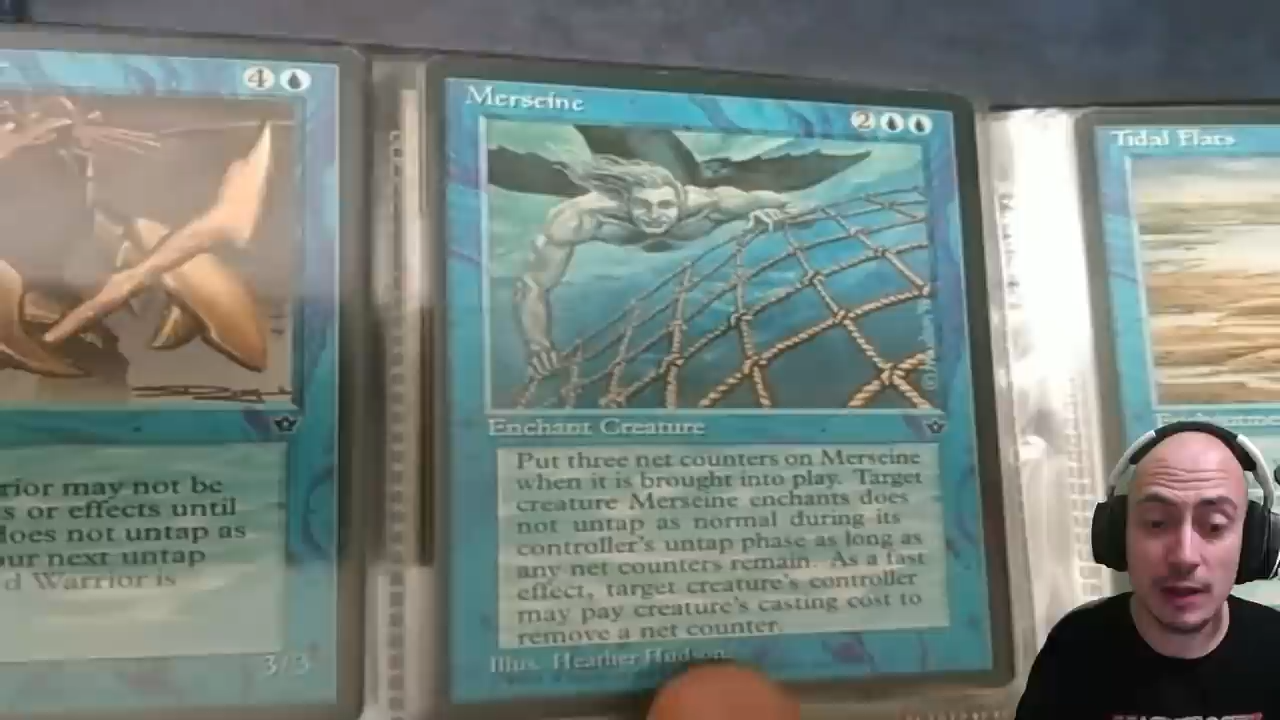 4
rior may not be
s or effects until
does not untap as
our next untap
d Warrior is
3/3
Merseine
2
Enchant Creature
Put three net counters on Merseine
when it is brought into play. Target
creature Merseine enchants does
not untap as normal during its
controller's untap phase as long as
any net counters remain. As a fast
effect, target creature's controller
may pay creature's casting cost to
remove a net counter.
Illus. Heather Hudson
Tidal Flats